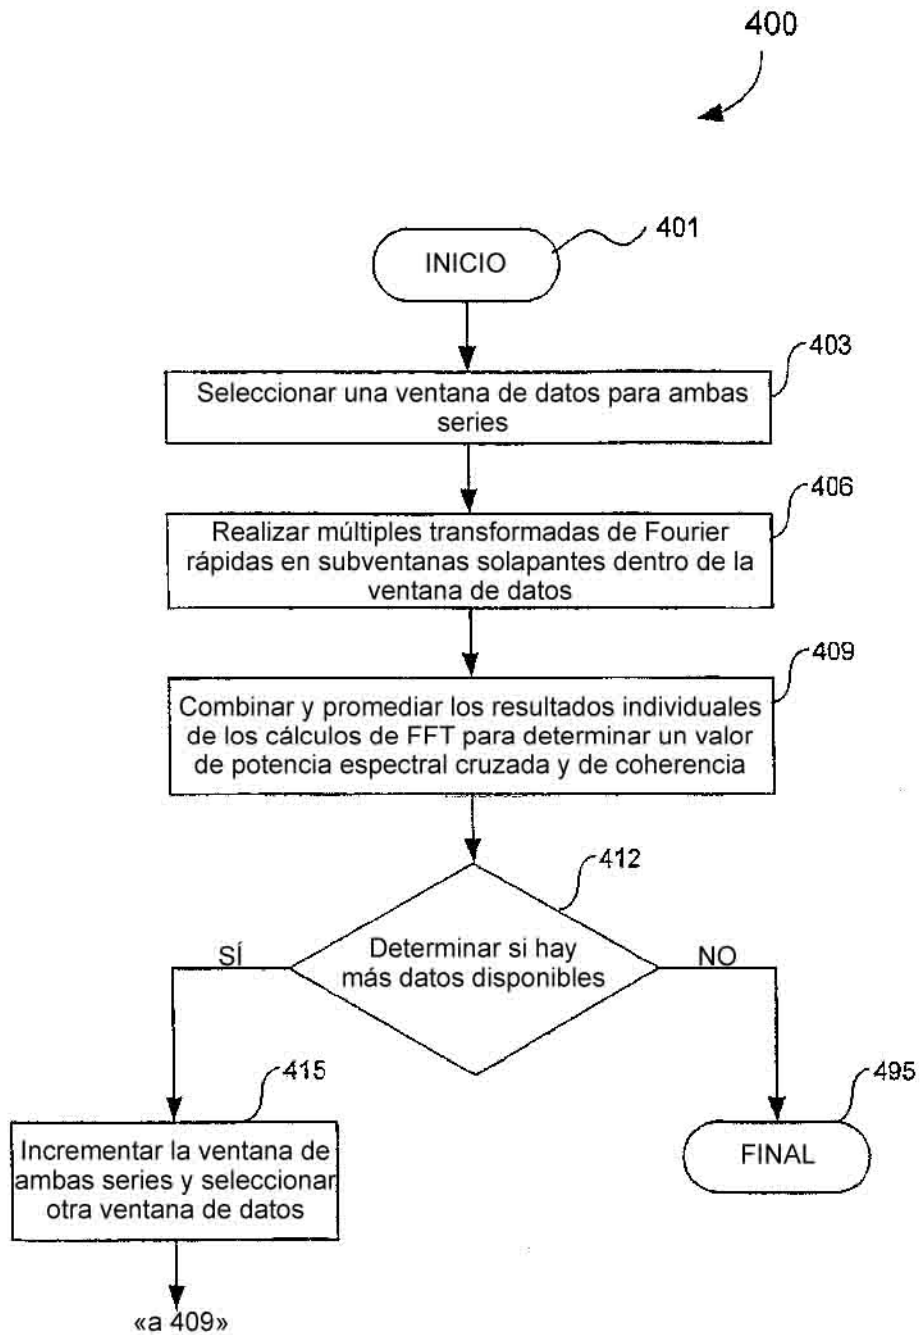 400
401
INICIO
403
Seleccionar una ventana de datos para ambas
series
406
Realizar múltiples transformadas de Fourier
rápidas en subventanas solapantes dentro de la
ventana de datos
409
Combinar y promediar los resultados individuales
de los cálculos de FFT para determinar un valor
de potencia espectral cruzada y de coherencia
412
Determinar si hay
más datos disponibles
SÍ
NO
415
Incrementar la ventana de
ambas series y seleccionar
otra ventana de datos
495
FINAL
«a 409»